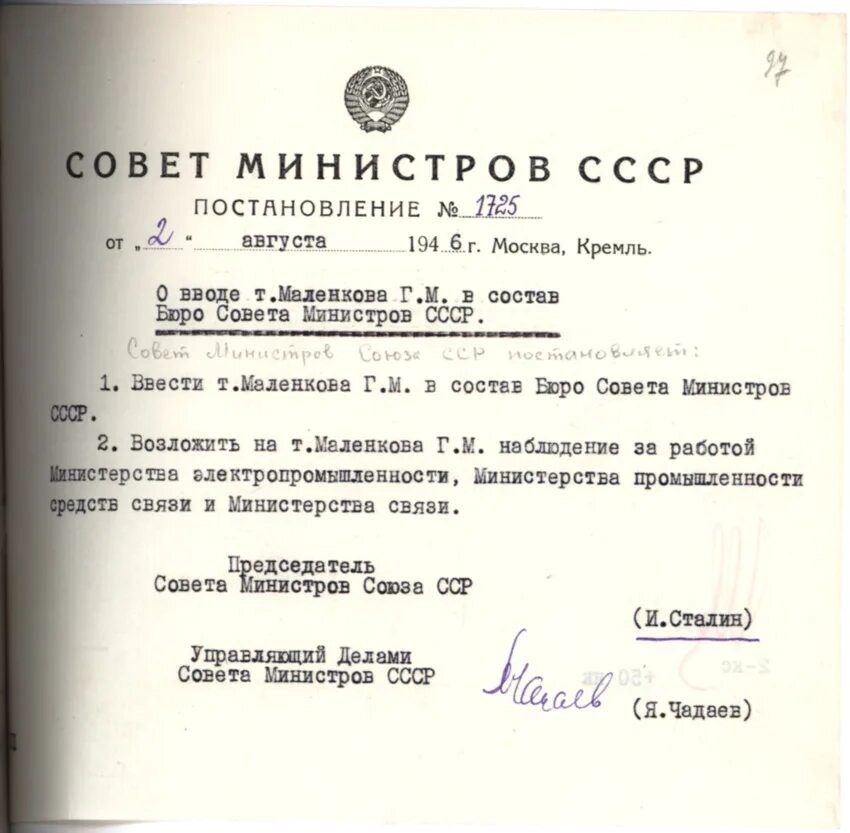 97
СОВЕТ МИНИСТРОВ СССР
ПОСТАНОВЛЕНИЕ № 1725
от „2“ августа 1946 г. Москва, Кремль.
О вводе т.Маленкова Г.М. в состав
Бюро Совета Министров СССР.
Совет Министров Союза ССР постановляет:
1. Ввести т.Маленкова Г.М. в состав Бюро Совета Министров
СССР.
2. Возложить на т.Маленкова Г.М. наблюдение за работой
Министерства электропромышленности, Министерства промышленности
средств связи и Министерства связи.
Председатель
Совета Министров Союза ССР
(И.Сталин)
Управляющий Делами
Совета Министров СССР
Чадаев
(Я.Чадаев)